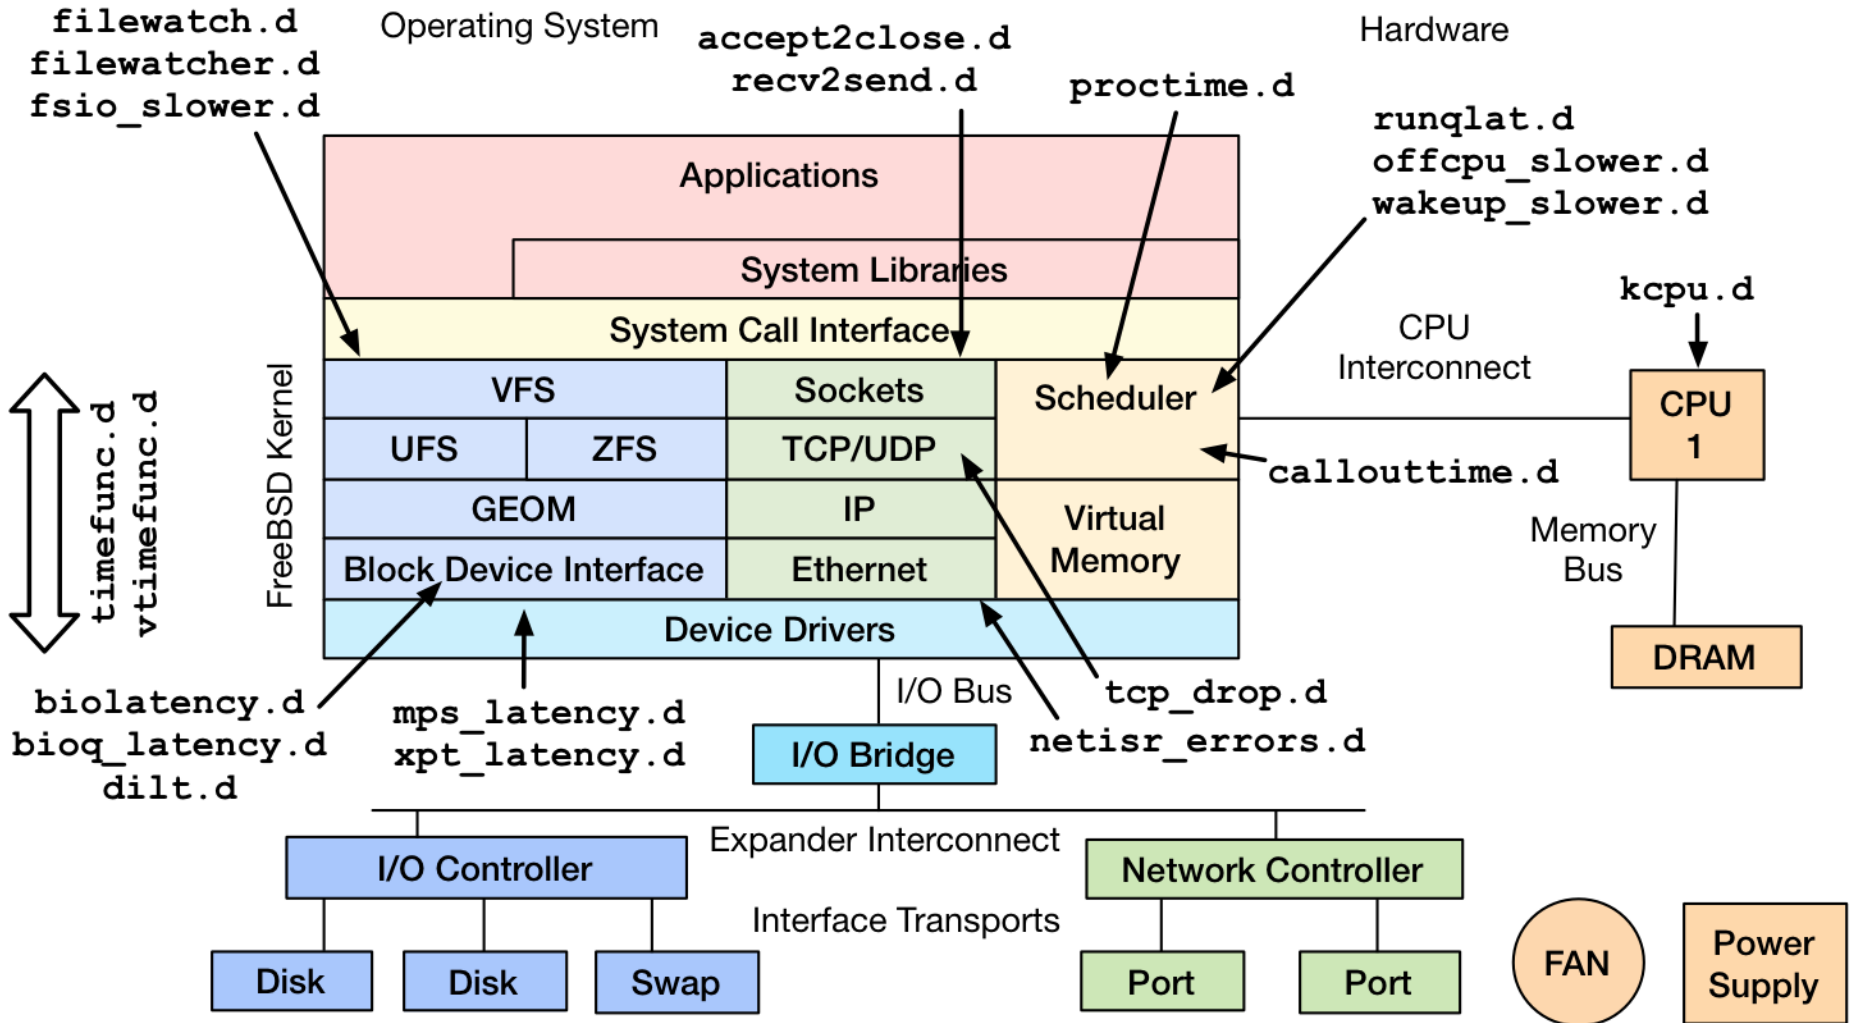 filewatch.d
filewatcher.d
fsio_slower.d
Operating System
accept2close.d
recv2send.d
proctime.d
Hardware
runqlat.d
offcpu_slower.d
wakeup_slower.d
kcpu.d
Applications
System Libraries
System Call Interface
CPU
Interconnect
timefunc.d
vtimefunc.d
FreeBSD Kernel
VFS
Sockets
Scheduler
CPU
1
UFS
ZFS
TCP/UDP
callouttime.d
GEOM
IP
Virtual
Memory
Memory
Bus
Block Device Interface
Ethernet
Device Drivers
DRAM
biolatency.d
bioq_latency.d
dilt.d
mps_latency.d
xpt_latency.d
I/O Bus
tcp_drop.d
netisr_errors.d
I/O Bridge
Expander Interconnect
I/O Controller
Network Controller
Interface Transports
Disk
Disk
Swap
Port
Port
FAN
Power
Supply